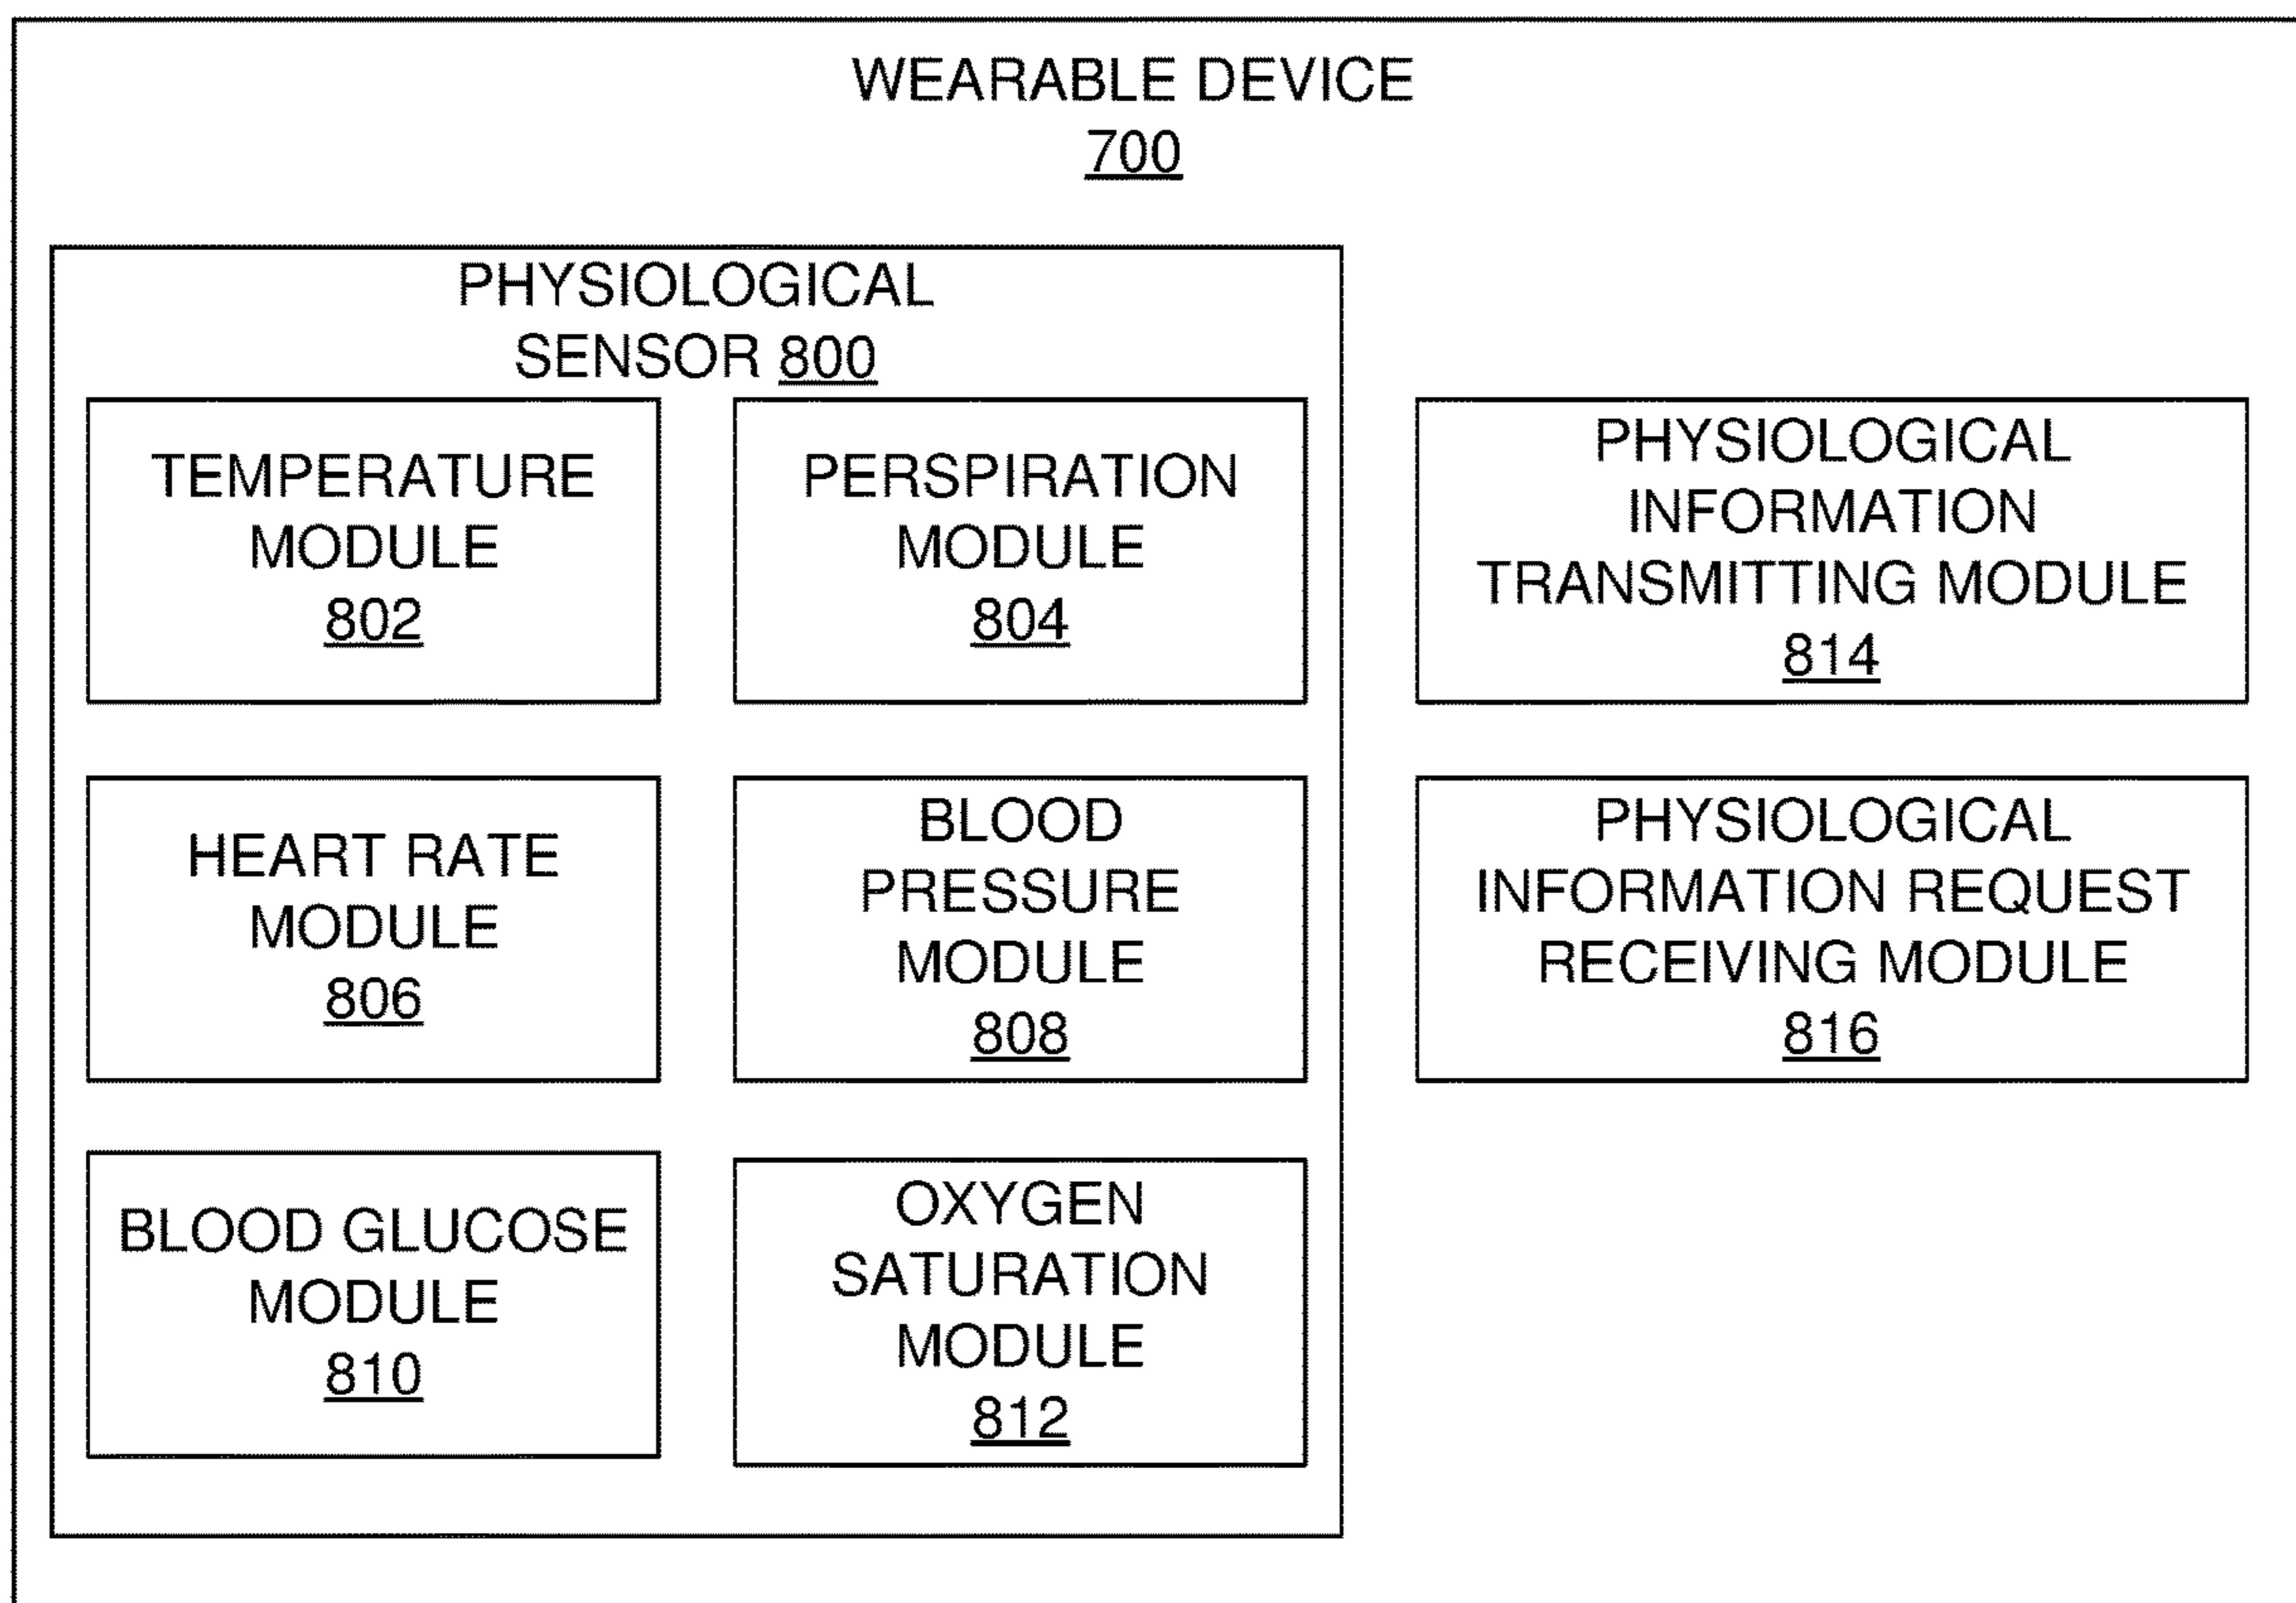 WEARABLE DEVICE
700
PHYSIOLOGICAL
SENSOR 800
TEMPERATURE
MODULE
802
PERSPIRATION
MODULE
804
PHYSIOLOGICAL
INFORMATION
TRANSMITTING MODULE
814
HEART RATE
MODULE
806
BLOOD
PRESSURE
MODULE
808
PHYSIOLOGICAL
INFORMATION REQUEST
RECEIVING MODULE
816
BLOOD GLUCOSE
MODULE
810
OXYGEN
SATURATION
MODULE
812